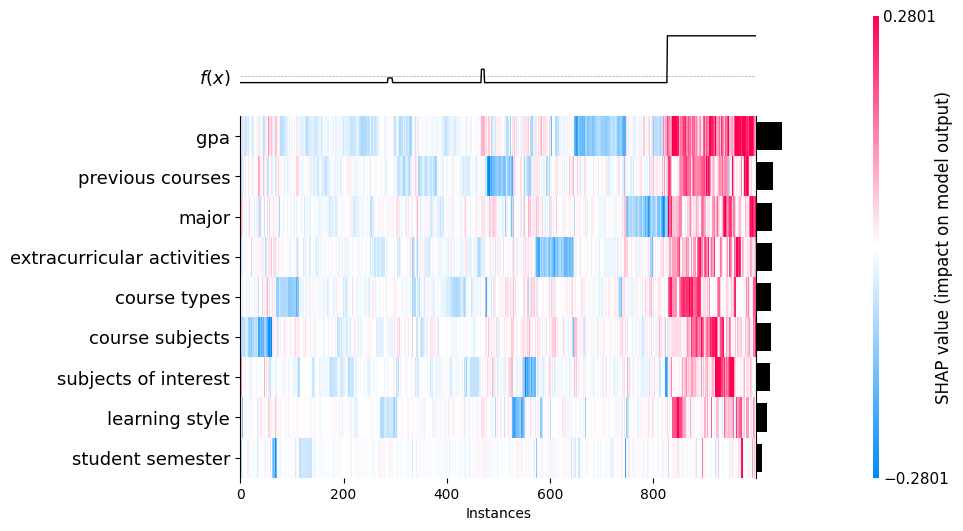 0.2801
f(x)
gpa
previous courses
major
extracurricular activities
course types
course subjects
subjects of interest
learning style
student semester
0 200 400 600 800
Instances
SHAP value (impact on model output)
−0.2801